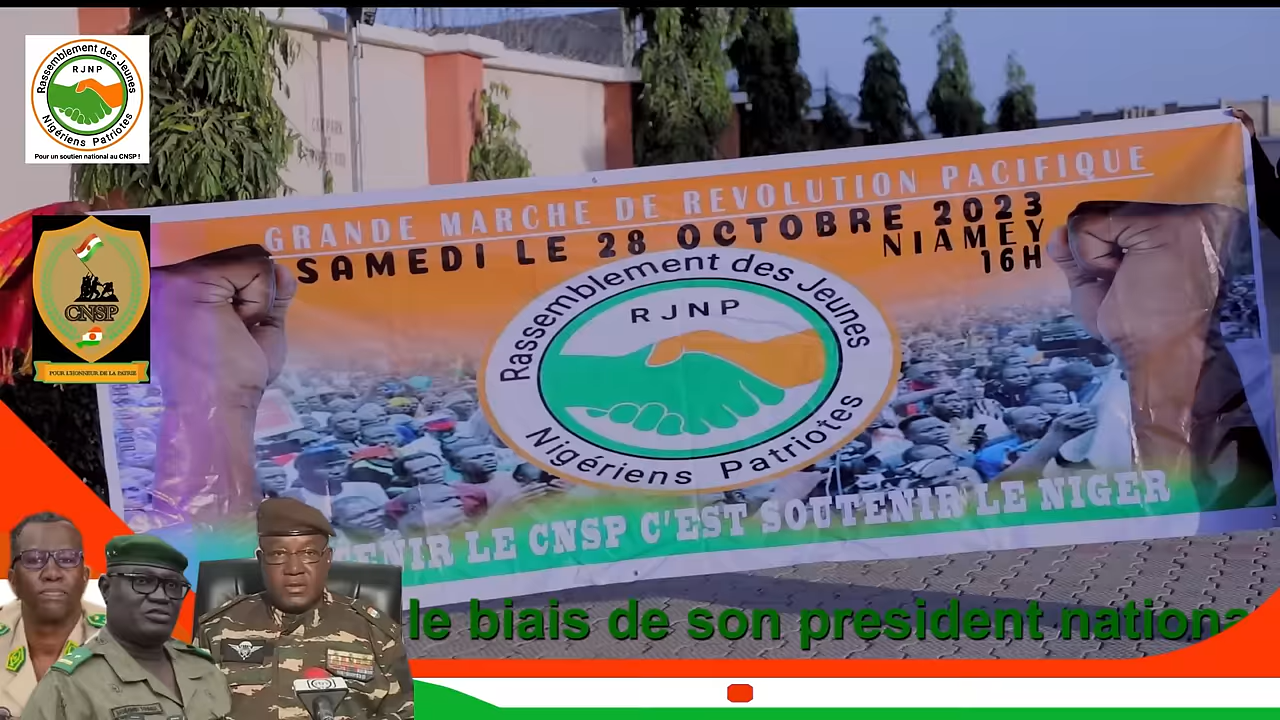 Rassemblement des Jeunes
RJNP
Nigériens Patriotes
Pour un soutien national au CNSP !
CNSP
POUR L'HONNEUR DE LA PATRIE
GRANDE MARCHE DE REVOLUTION PACIFIQUE
SAMEDI LE 28 OCTOBRE 2023
NIAMEY
16H
Rassemblement des Jeunes
RJNP
Nigériens Patriotes
LE CNSP C'EST SOUTENIR LE NIGER
le biais de son president nationa